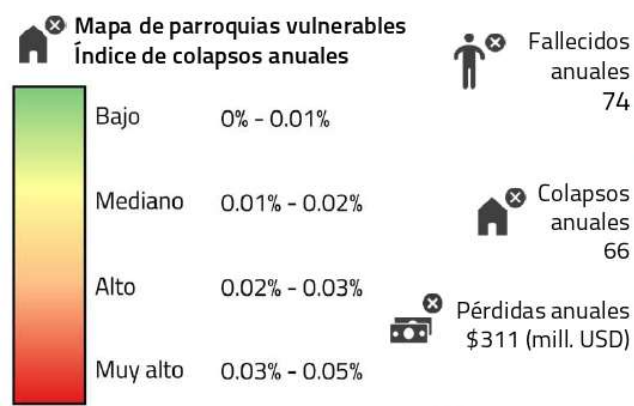 Mapa de parroquias vulnerables
Índice de colapsos anuales
Bajo 0% - 0.01%
Mediano 0.01% - 0.02%
Alto 0.02% - 0.03%
Muy alto 0.03% - 0.05%
Fallecidos
anuales
74
Colapsos
anuales
66
Pérdidas anuales
$311 (mill. USD)